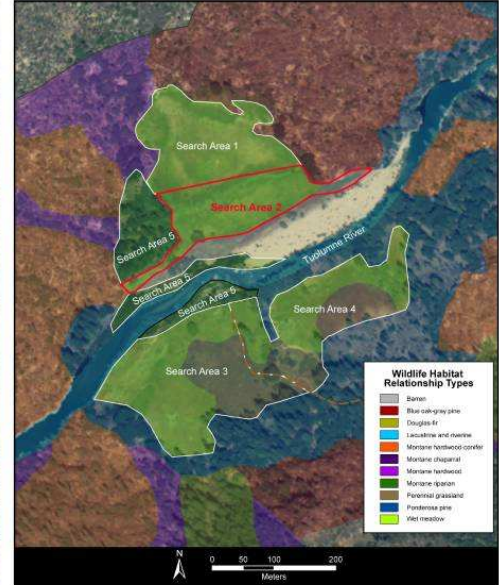 Search Area 1
Search Area 2
Search Area 5
Search Area 5
Tuolumne River
Search Area 5
Search Area 4
Search Area 3
Wildlife Habitat
Relationship Types
Barren
Blue oak-gray pine
Douglas-fir
Lacustrine and riverine
Montane hardwood-conifer
Montane chaparral
Montane hardwood
Montane riparian
Perennial grassland
Ponderosa pine
Wet meadow
N
0 50 100 200
Meters